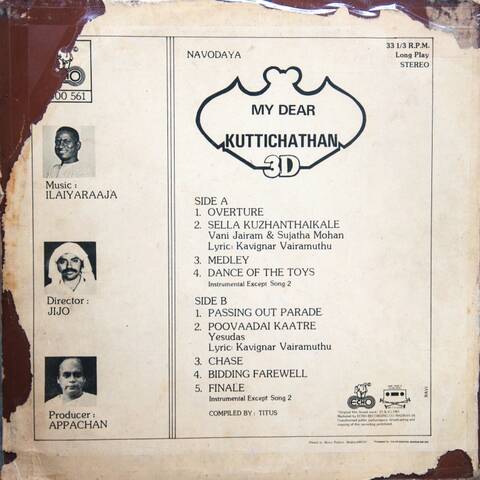 NAVODAYA
33 1/3 R.P.M.
Long Play
STEREO
ECHO
00 561
MY DEAR
KUTTICHATHAN
3D
Music :
ILAIYARAAJA
Director :
JIJO
Producer :
APPACHAN
SIDE A
1. OVERTURE
2. SELLA KUZHANTHAIKALE
Vani Jairam & Sujatha Mohan
Lyric: Kavignar Vairamuthu
3. MEDLEY
4. DANCE OF THE TOYS
Instrumental Except Song 2
SIDE B
1. PASSING OUT PARADE
2. POOVAADAI KAATRE
Yesudas
Lyric: Kavignar Vairamuthu
3. CHASE
4. BIDDING FAREWELL
5. FINALE
Instrumental Except Song 2
COMPILED BY: TITUS
ECHO
RAVI